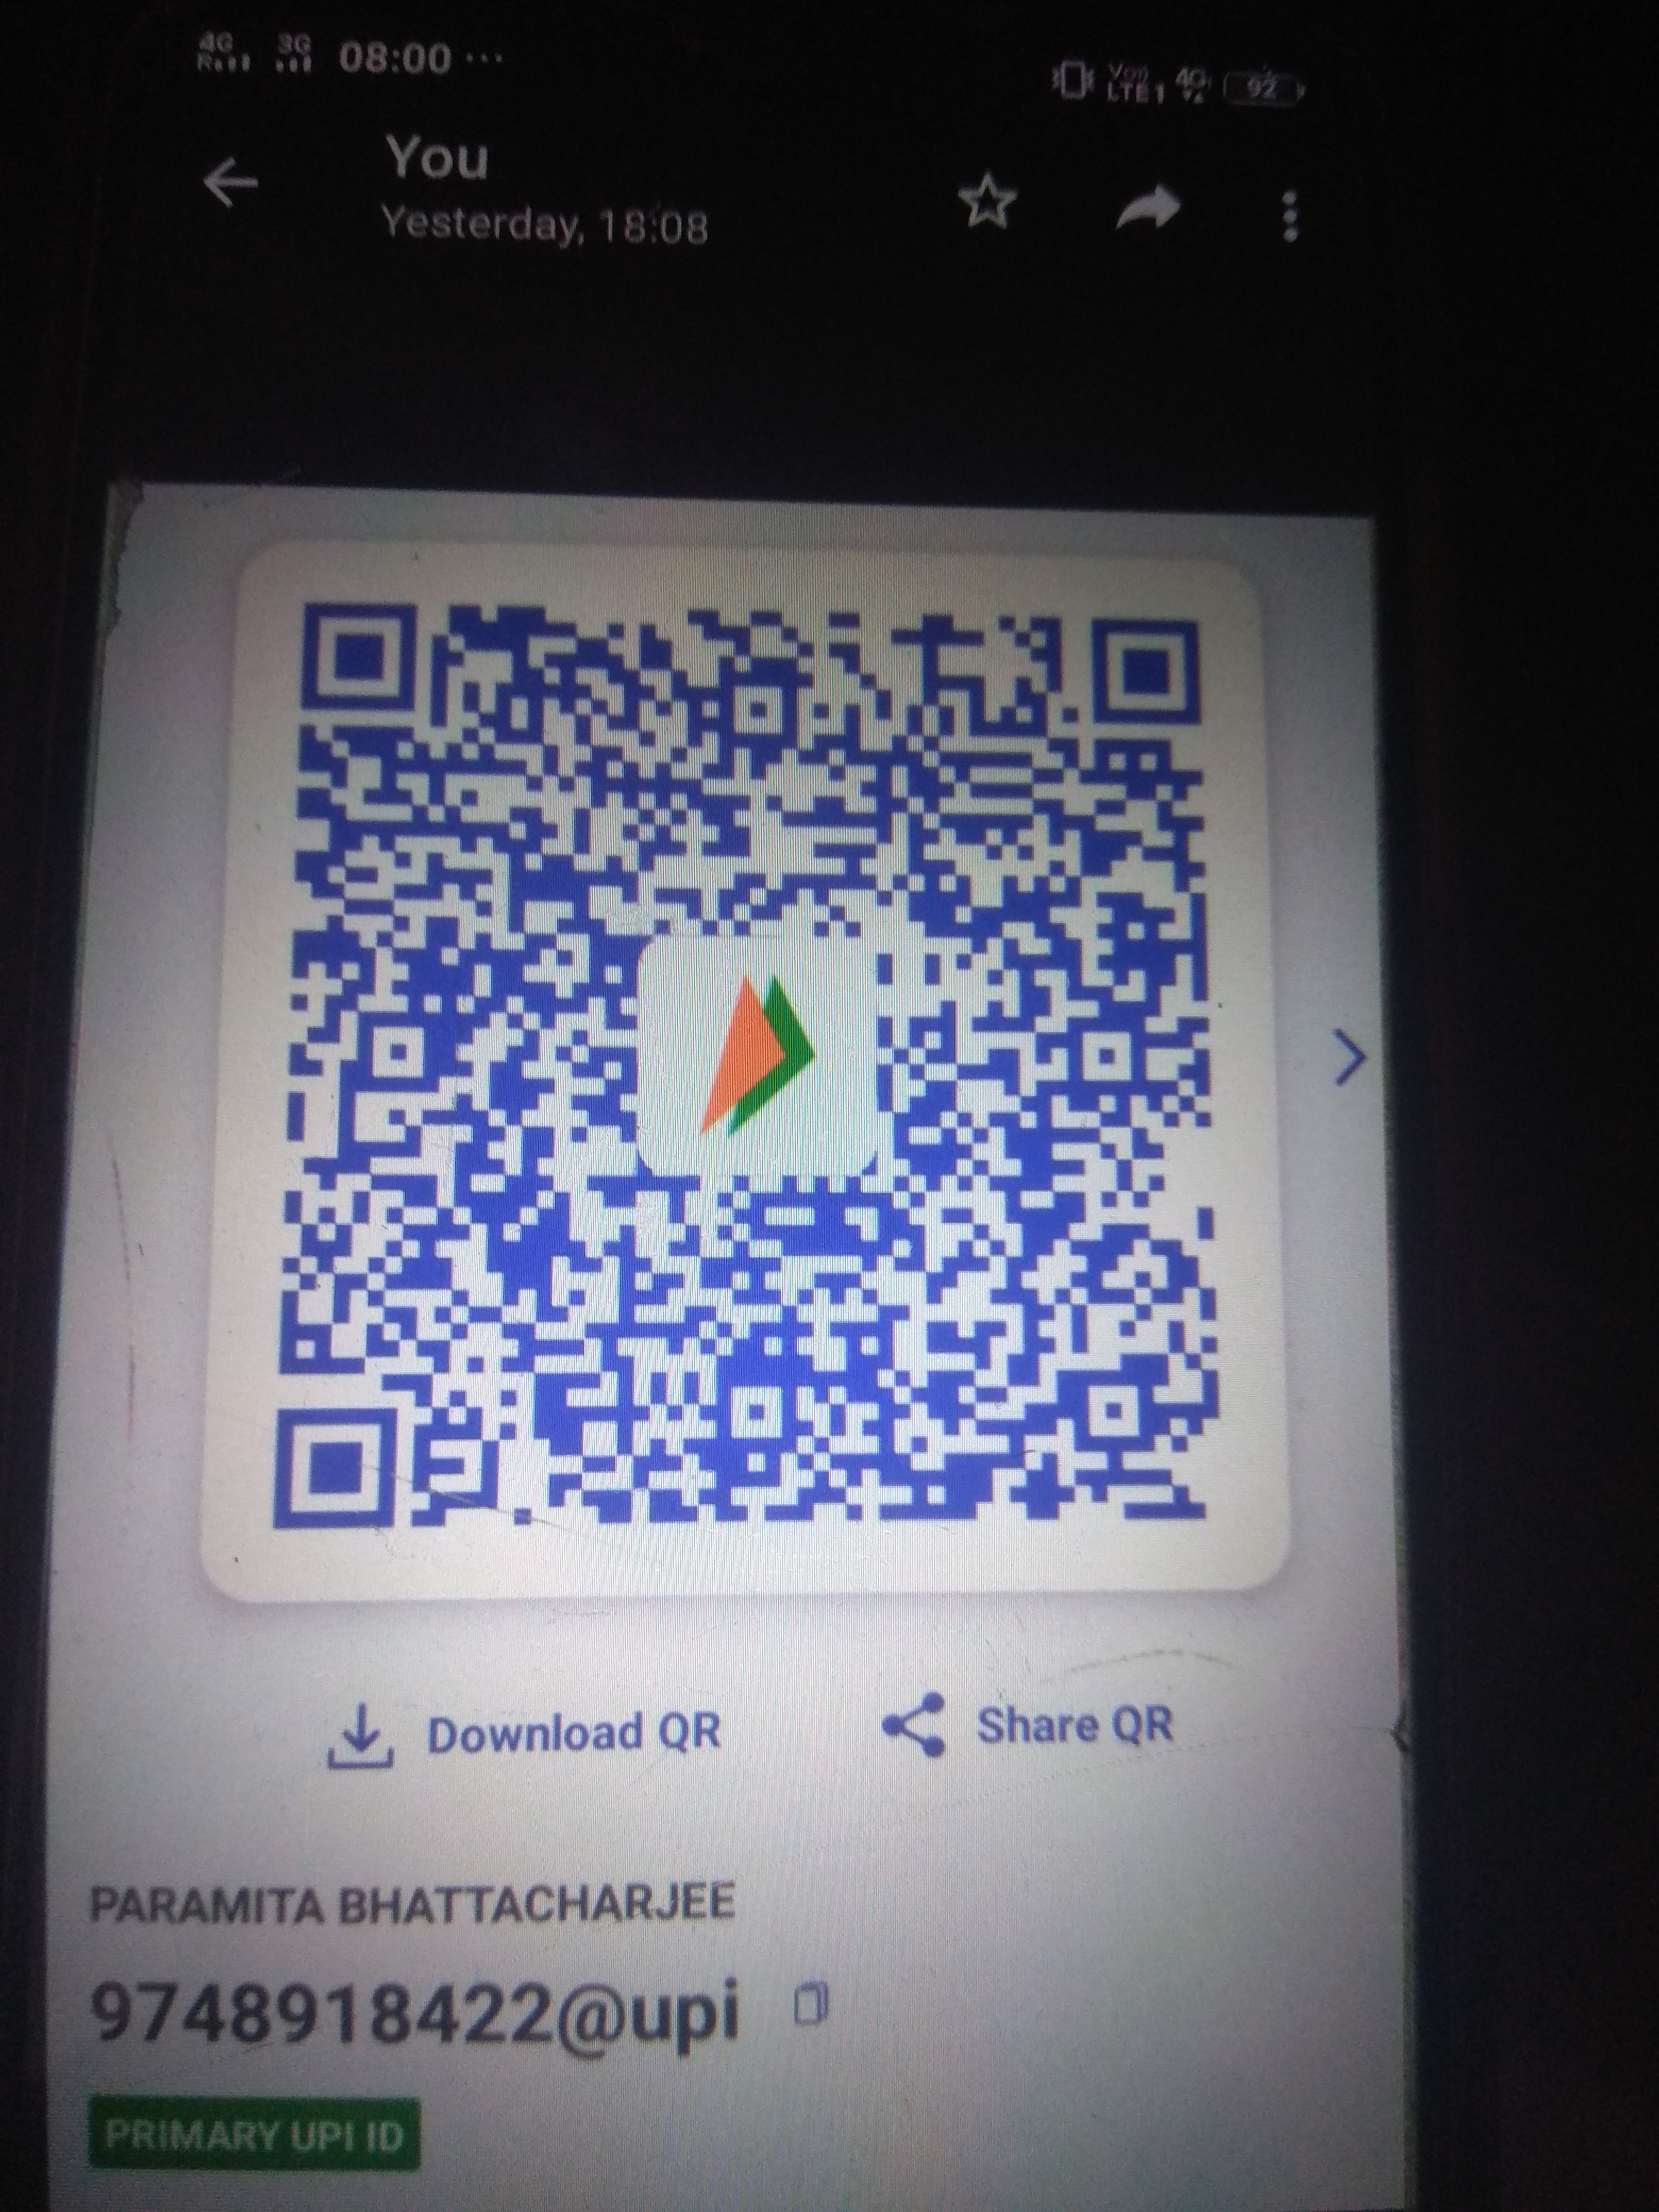 4G 3G 08:00 ...
R
LTE1 4G 92
You
Yesterday, 18:08
Download QR Share QR
PARAMITA BHATTACHARJEE
9748918422@upi
PRIMARY UPI ID